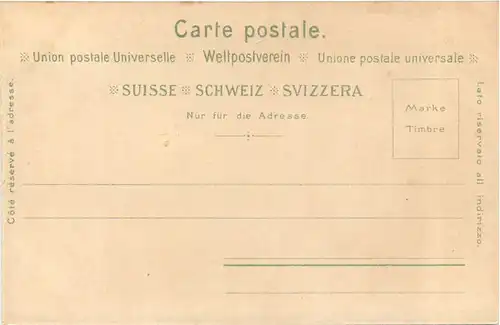 Carte postale.
※ Union postale Universelle ※ Weltpostverein ※ Unione postale universale ※
※ SUISSE ※ SCHWEIZ ※ SVIZZERA
Nur für die Adresse
Marke
Timbre
Côté réservé à l'adresse.
Lato riservato all indirizzo.